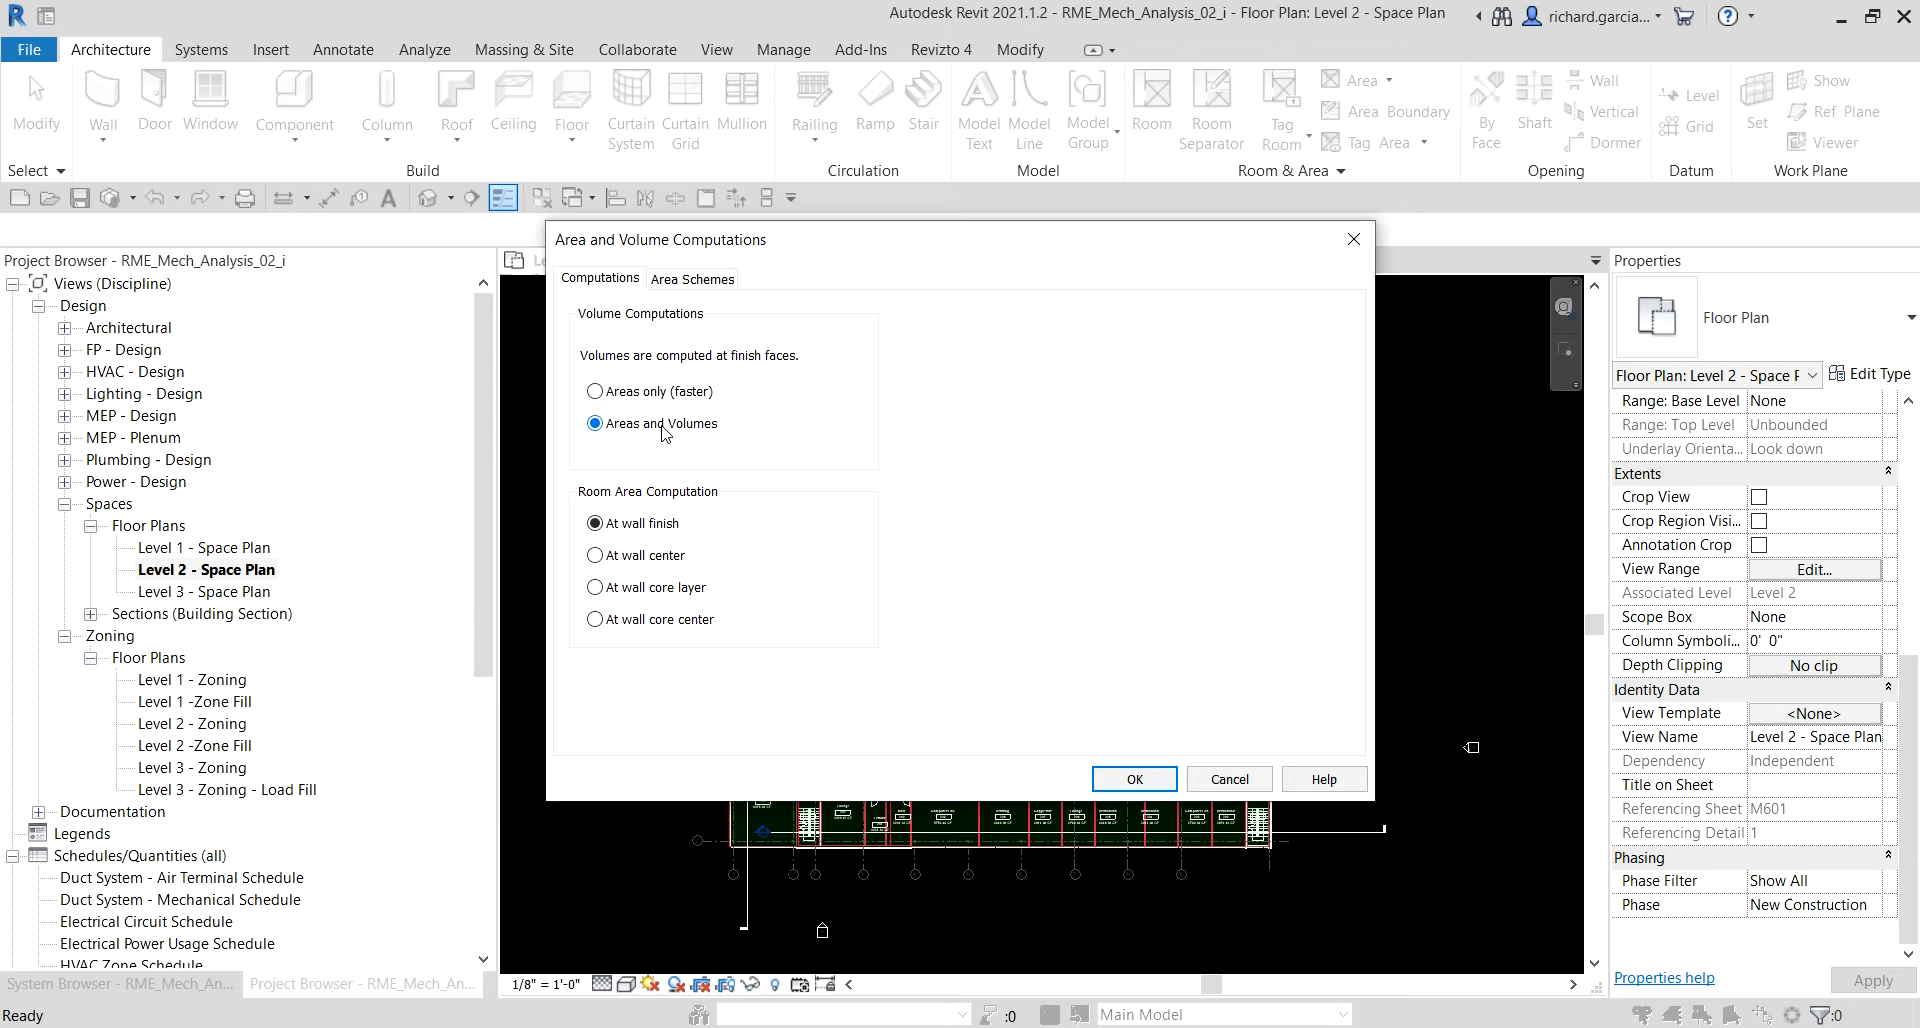 Autodesk Revit 2021.1.2 - RME_Mech_Analysis_02_i - Floor Plan: Level 2 - Space Plan
richard.garcia...
File Architecture Systems Insert Annotate Analyze Massing & Site Collaborate View Manage Add-Ins Revizto 4 Modify
Modify
Wall Door Window Component Column Roof Ceiling Floor Curtain System Curtain Grid Mullion
Railing Ramp Stair
Model Text Model Line Model Group
Room Room Separator Tag Room
Area
Area Boundary
Tag Area
By Face Shaft
Wall
Vertical
Dormer
Level
Grid
Set
Show
Ref Plane
Viewer
Select Build Circulation Model Room & Area Opening Datum Work Plane
Project Browser - RME_Mech_Analysis_02_i
Views (Discipline)
Design
Architectural
FP - Design
HVAC - Design
Lighting - Design
MEP - Design
MEP - Plenum
Plumbing - Design
Power - Design
Spaces
Floor Plans
Level 1 - Space Plan
Level 2 - Space Plan
Level 3 - Space Plan
Sections (Building Section)
Zoning
Floor Plans
Level 1 - Zoning
Level 1 -Zone Fill
Level 2 - Zoning
Level 2 -Zone Fill
Level 3 - Zoning
Level 3 - Zoning - Load Fill
Documentation
Legends
Schedules/Quantities (all)
Duct System - Air Terminal Schedule
Duct System - Mechanical Schedule
Electrical Circuit Schedule
Electrical Power Usage Schedule
HVAC Zone Schedule
System Browser - RME_Mech_An...
Project Browser - RME_Mech_An...
Area and Volume Computations
Computations Area Schemes
Volume Computations
Volumes are computed at finish faces.
Areas only (faster)
Areas and Volumes
Room Area Computation
At wall finish
At wall center
At wall core layer
At wall core center
OK Cancel Help
1/8" = 1'-0"
Properties
Floor Plan
Floor Plan: Level 2 - Space F Edit Type
Range: Base Level None
Range: Top Level Unbounded
Underlay Orienta... Look down
Extents
Crop View
Crop Region Visi...
Annotation Crop
View Range Edit...
Associated Level Level 2
Scope Box None
Column Symboli... 0' 0"
Depth Clipping No clip
Identity Data
View Template <None>
View Name Level 2 - Space Plan
Dependency Independent
Title on Sheet
Referencing Sheet M601
Referencing Detail 1
Phasing
Phase Filter Show All
Phase New Construction
Properties help Apply
Ready :0 Main Model :0